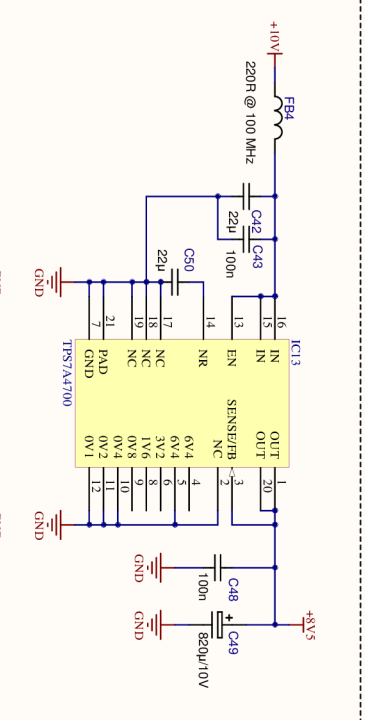 +10V
FB4
220R @ 100 MHz
C42
22µ
C43
100n
C50
22µ
GND
IC13
16
IN
15
IN
13
EN
14
NR
17
NC
18
NC
19
NC
21
PAD
7
GND
TPS7A4700
OUT
1
OUT
20
SENSE/FB
3
NC
2
6V4
4
6V4
5
3V2
6
1V6
8
0V8
9
0V4
10
0V2
11
0V1
12
GND
C48
100n
GND
+
C49
820µ/10V
GND
+8V5